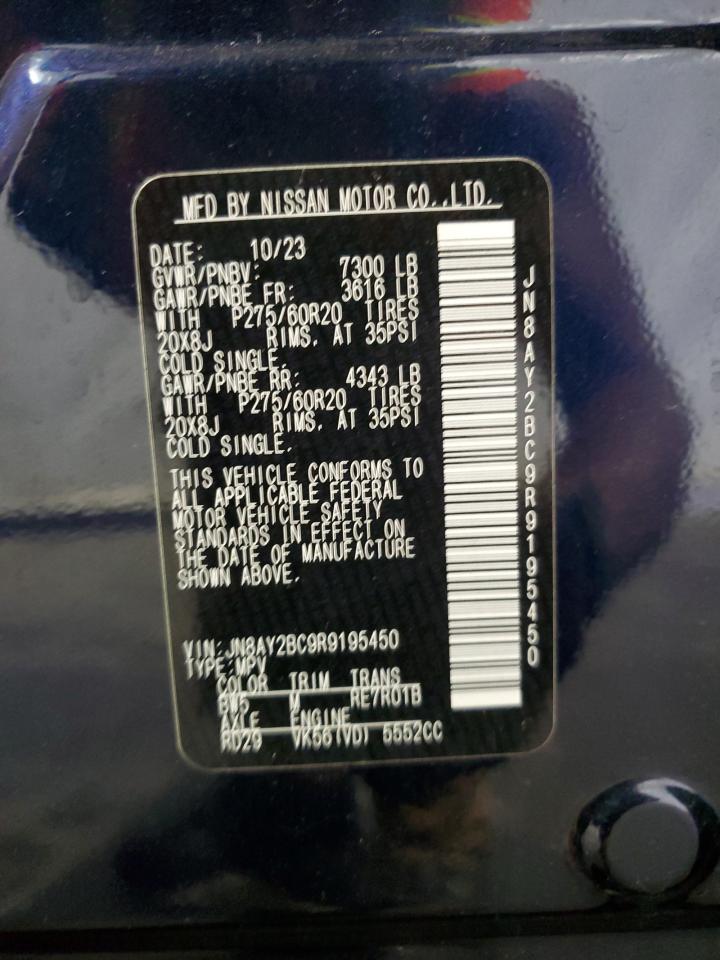 MFD BY NISSAN MOTOR CO.,LTD.
DATE: 10/23
GVWR/PNBV: 7300 LB
GAWR/PNBE FR: 3616 LB
WITH P275/60R20 TIRES
20X8J RIMS, AT 35PSI
COLD SINGLE.
GAWR/PNBE RR: 4343 LB
WITH P275/60R20 TIRES
20X8J RIMS, AT 35PSI
COLD SINGLE.
THIS VEHICLE CONFORMS TO
ALL APPLICABLE FEDERAL
MOTOR VEHICLE SAFETY
STANDARDS IN EFFECT ON
THE DATE OF MANUFACTURE
SHOWN ABOVE.
VIN:JN8AY2BC9R9195450
TYPE:MPV
COLOR TRIM TRANS
BW5 M RE7R01B
AXLE ENGINE
RD29 VK56(VD) 5552CC
JN8AY2BC9R9195450